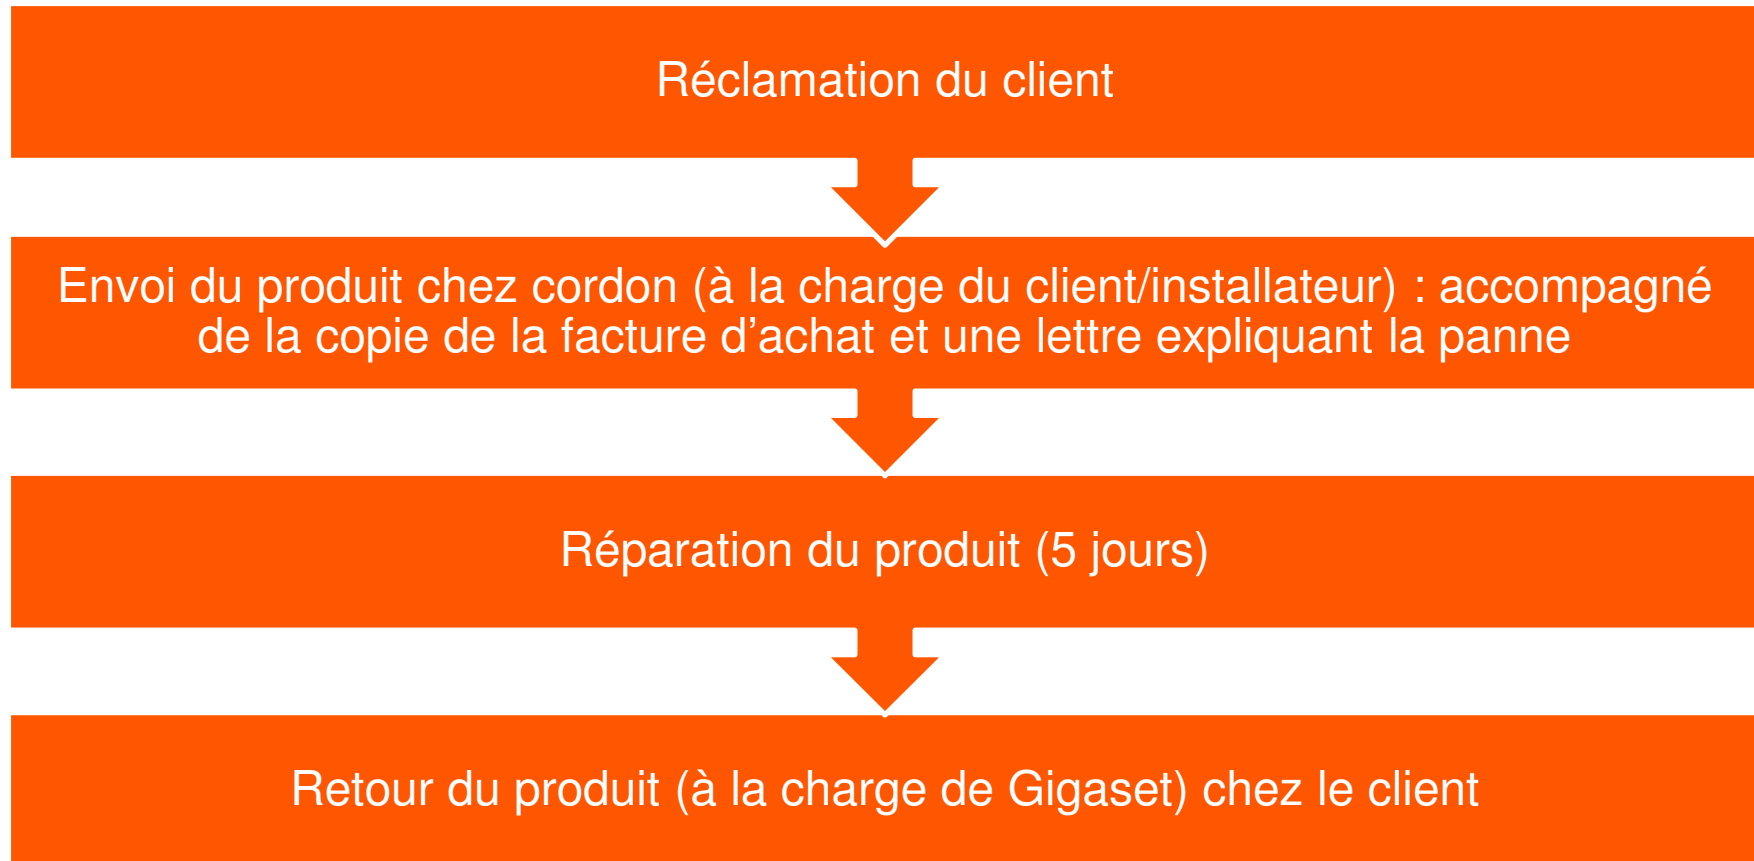 Réclamation du client
Envoi du produit chez cordon (à la charge du client/installateur) : accompagné
de la copie de la facture d’achat et une lettre expliquant la panne
Réparation du produit (5 jours)
Retour du produit (à la charge de Gigaset) chez le client